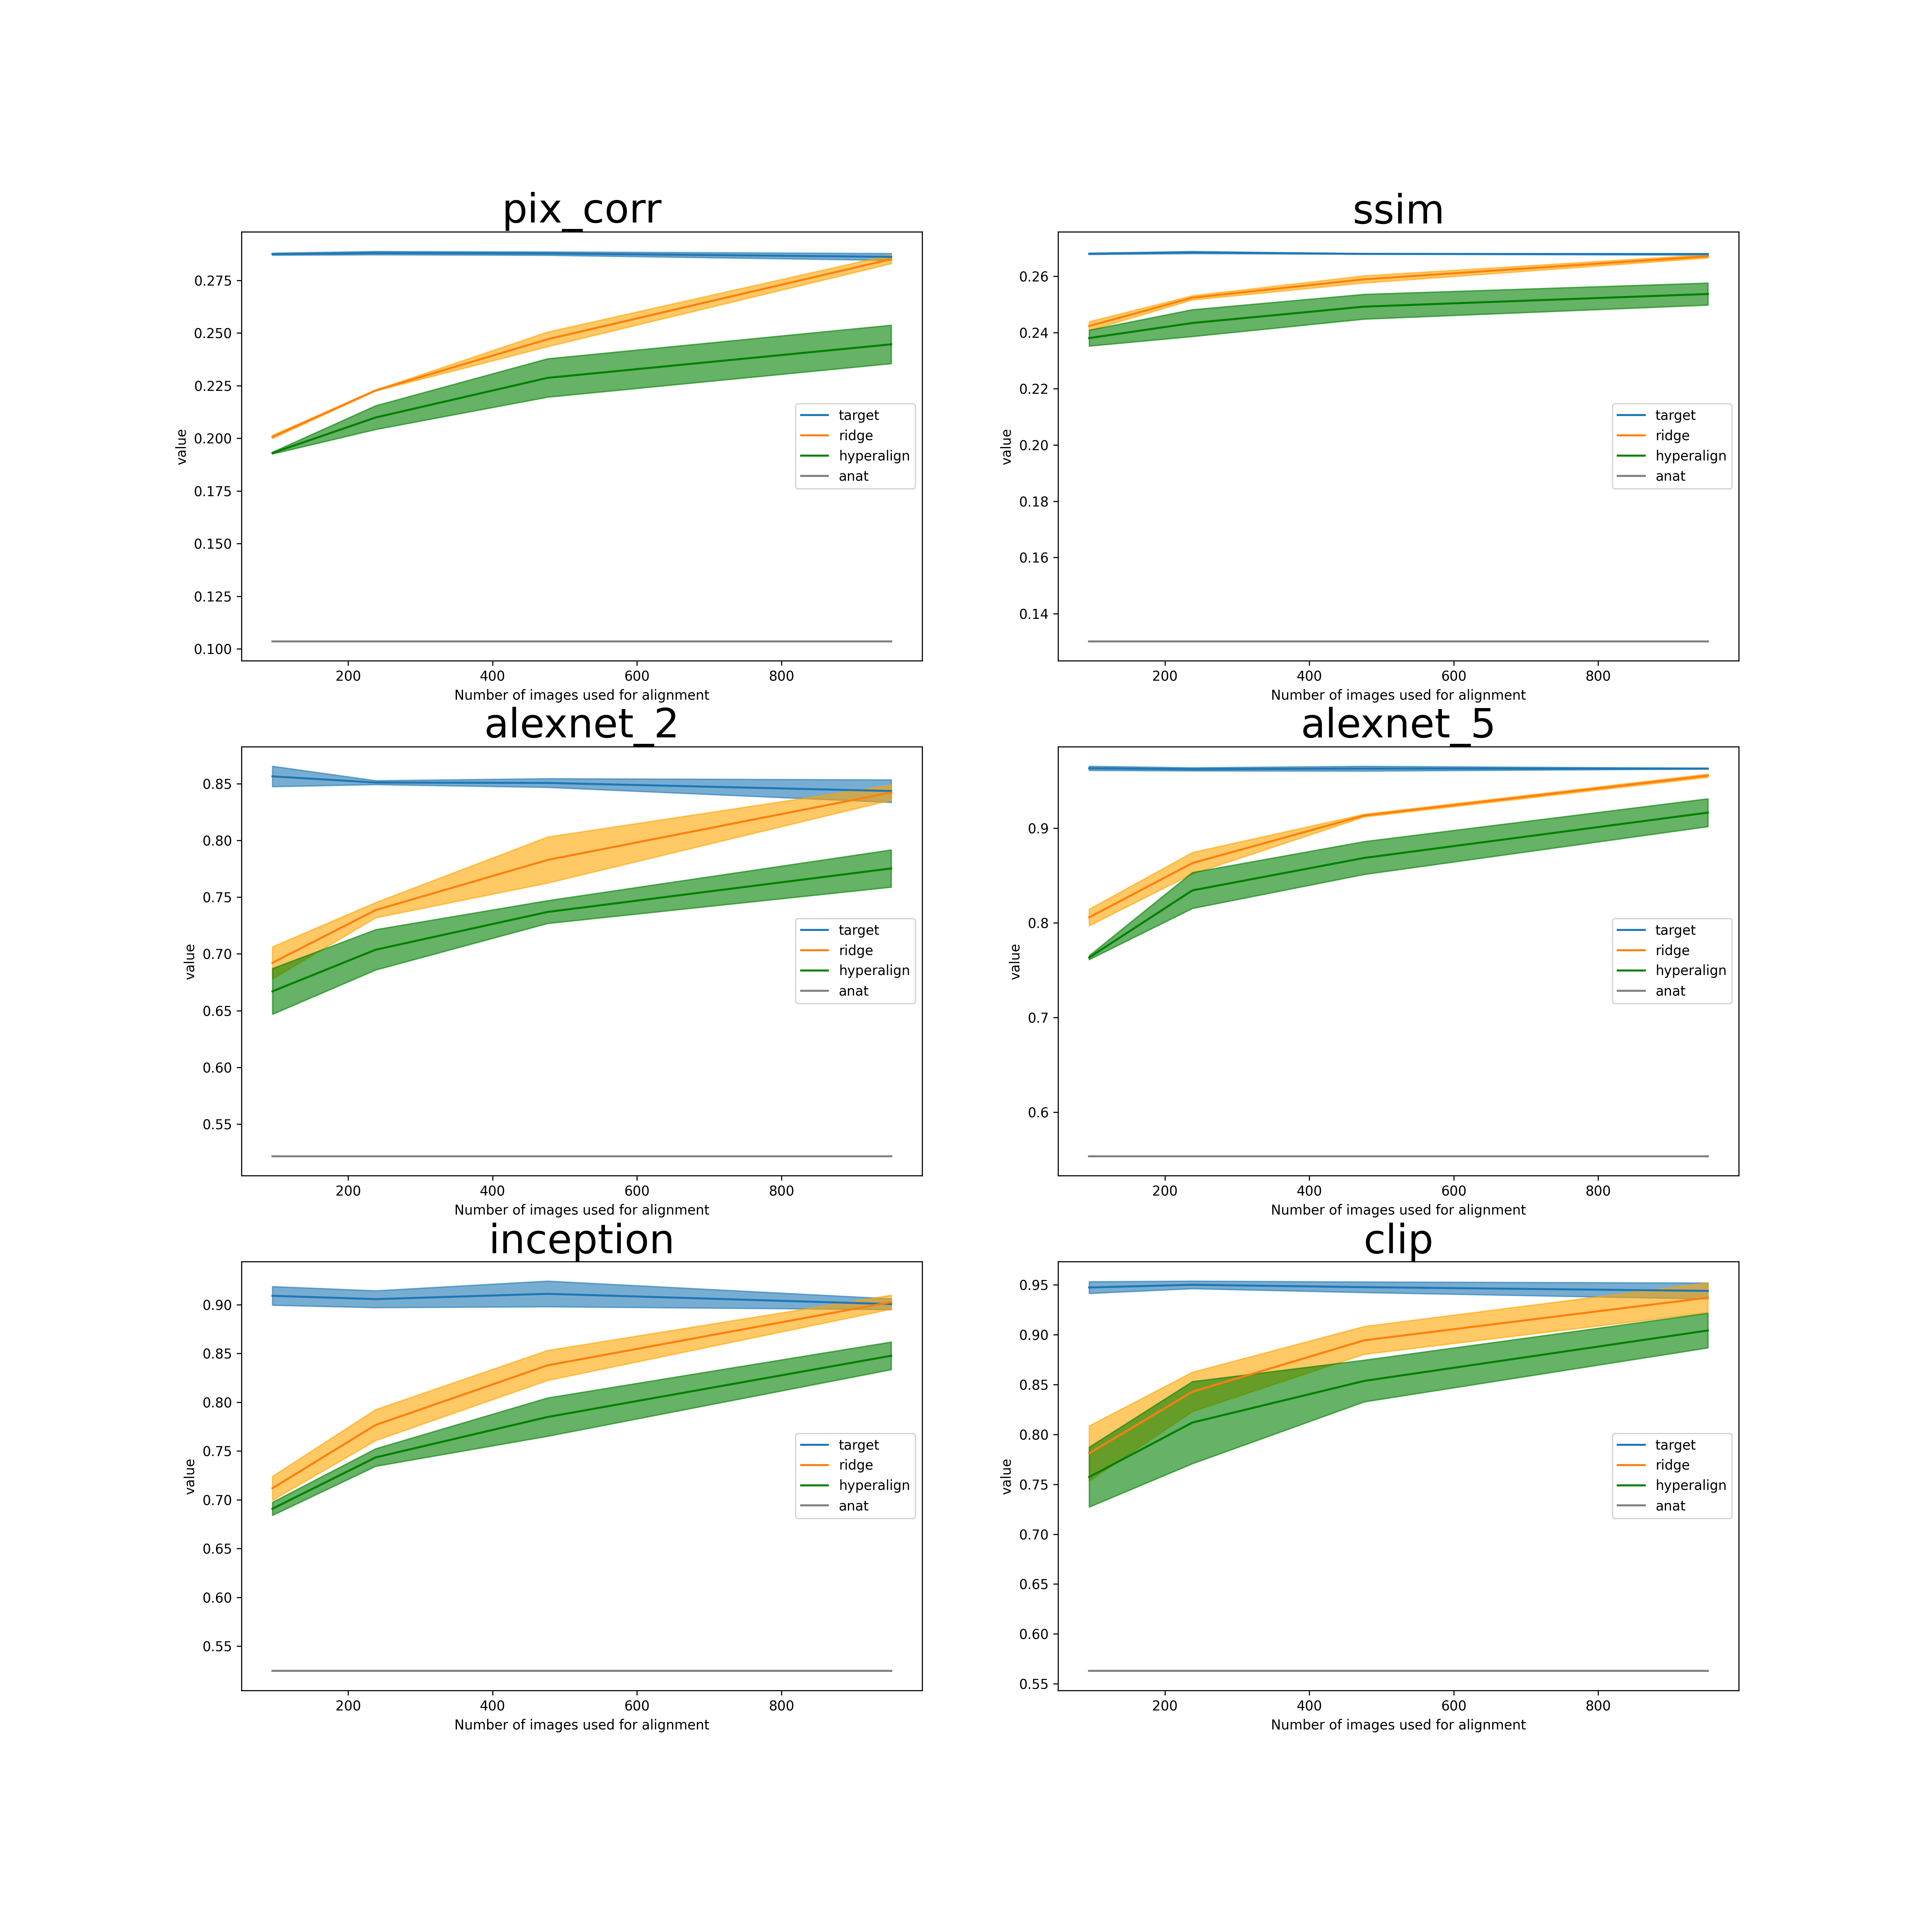 pix_corr
0.275
0.250
0.225
0.200
0.175
0.150
0.125
0.100
value
target
ridge
hyperalign
anat
200 400 600 800
Number of images used for alignment
ssim
0.26
0.24
0.22
0.20
0.18
0.16
0.14
value
target
ridge
hyperalign
anat
200 400 600 800
Number of images used for alignment
alexnet_2
0.85
0.80
0.75
0.70
0.65
0.60
0.55
value
target
ridge
hyperalign
anat
200 400 600 800
Number of images used for alignment
alexnet_5
0.9
0.8
0.7
0.6
value
target
ridge
hyperalign
anat
200 400 600 800
Number of images used for alignment
inception
0.90
0.85
0.80
0.75
0.70
0.65
0.60
0.55
value
target
ridge
hyperalign
anat
200 400 600 800
Number of images used for alignment
clip
0.95
0.90
0.85
0.80
0.75
0.70
0.65
0.60
0.55
value
target
ridge
hyperalign
anat
200 400 600 800
Number of images used for alignment